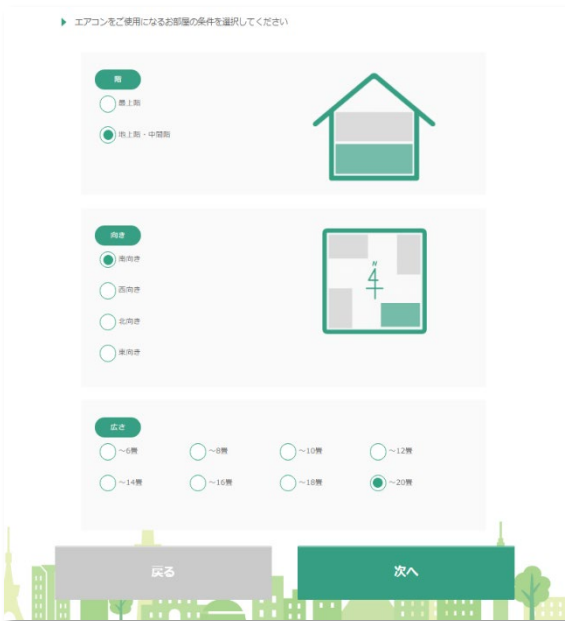 エアコンをご使用になるお部屋の条件を選択してください
階
最上階
地上階・中間階
向き
南向き
西向き
北向き
東向き
N
広さ
～6畳
～8畳
～10畳
～12畳
～14畳
～16畳
～18畳
～20畳
戻る
次へ